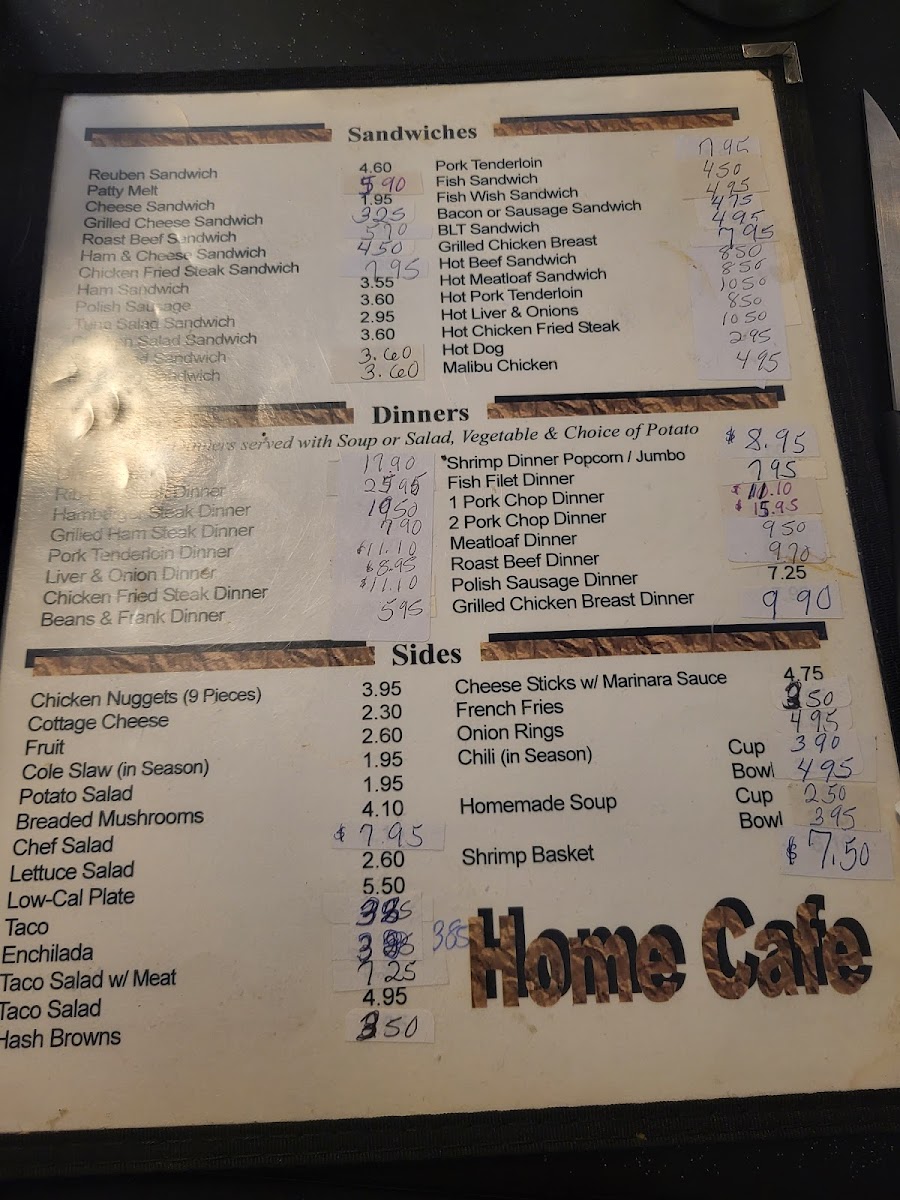 Sandwiches
Reuben Sandwich 4.60
Patty Melt 5.90
Cheese Sandwich 1.95
Grilled Cheese Sandwich 3.25
Roast Beef Sandwich 5.70
Ham & Cheese Sandwich 4.50
Chicken Fried Steak Sandwich 7.95
Ham Sandwich 3.55
Polish Sausage 3.60
Tuna Salad Sandwich 2.95
Salad Sandwich 3.60
Sandwich 3.60
Sandwich 3.60
Pork Tenderloin 7.95
Fish Sandwich 4.50
Fish Wish Sandwich 4.95
Bacon or Sausage Sandwich 4.75
BLT Sandwich 4.95
Grilled Chicken Breast 7.95
Hot Beef Sandwich 8.50
Hot Meatloaf Sandwich 8.50
Hot Pork Tenderloin 10.50
Hot Liver & Onions 8.50
Hot Chicken Fried Steak 10.50
Hot Dog 2.95
Malibu Chicken 4.95
Dinners
Dinners served with Soup or Salad, Vegetable & Choice of Potato
17.90
Dinner 25.95
Steak Dinner 10.50
Grilled Ham Steak Dinner 7.90
Pork Tenderloin Dinner $11.10
Liver & Onion Dinner $8.95
Chicken Fried Steak Dinner $11.10
Beans & Frank Dinner 5.95
*Shrimp Dinner Popcorn / Jumbo $8.95
Fish Filet Dinner 7.95
1 Pork Chop Dinner $11.10
2 Pork Chop Dinner $15.95
Meatloaf Dinner 9.50
Roast Beef Dinner 9.70
Polish Sausage Dinner 7.25
Grilled Chicken Breast Dinner 9.90
Sides
Chicken Nuggets (9 Pieces) 3.95
Cottage Cheese 2.30
Fruit 2.60
Cole Slaw (in Season) 1.95
Potato Salad 1.95
Breaded Mushrooms 4.10
Chef Salad $7.95
Lettuce Salad 2.60
Low-Cal Plate 5.50
Taco
Enchilada 385
Taco Salad w/ Meat 7.25
Taco Salad 4.95
Hash Browns 3.50
Cheese Sticks w/ Marinara Sauce 4.75
French Fries 3.50
Onion Rings 4.95
Chili (in Season) Cup 3.90
Bowl 4.95
Homemade Soup Cup 2.50
Bowl 3.95
Shrimp Basket $7.50
Home Cafe